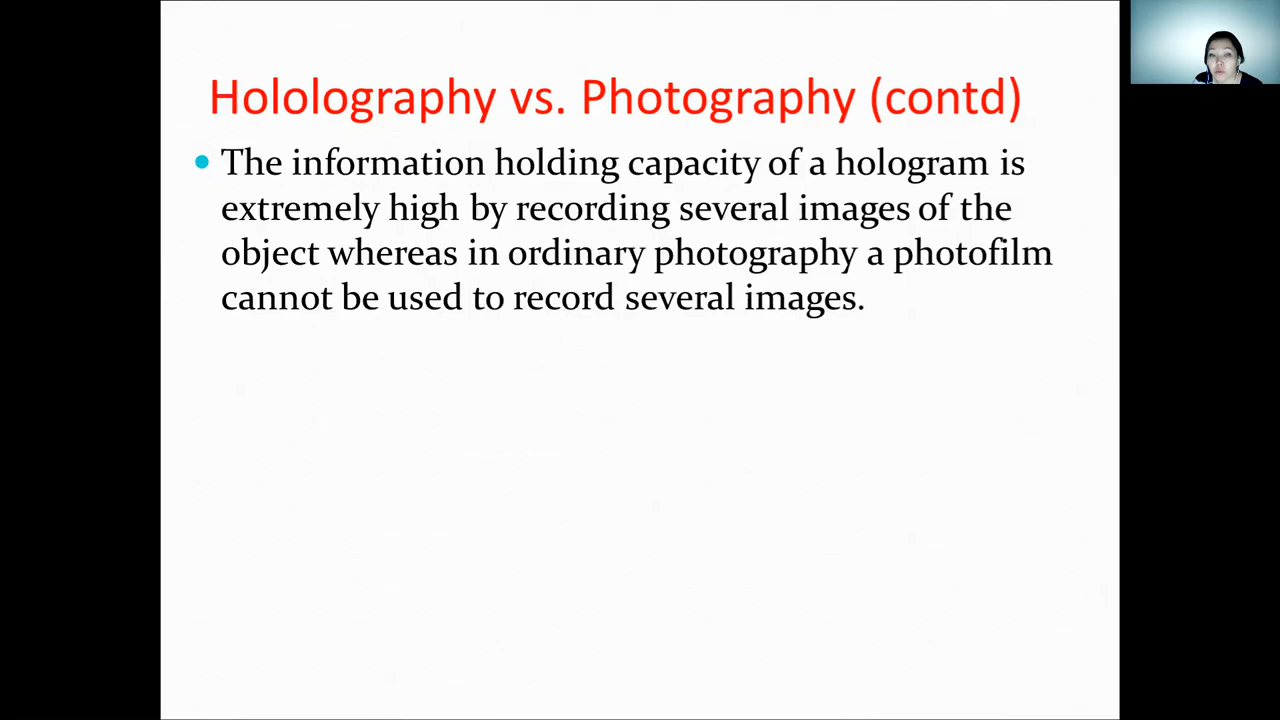 Hololography vs. Photography (contd)
• The information holding capacity of a hologram is
extremely high by recording several images of the
object whereas in ordinary photography a photofilm
cannot be used to record several images.